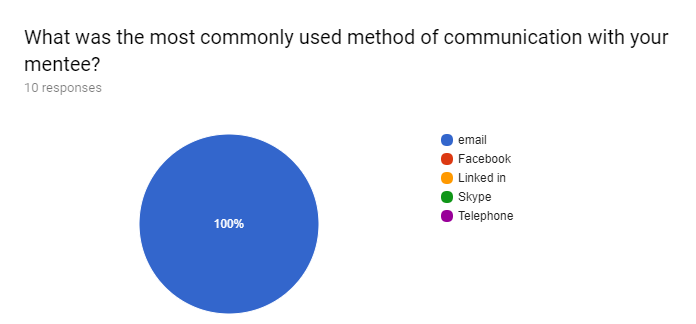 What was the most commonly used method of communication with your
mentee?
10 responses
100%
email
Facebook
Linked in
Skype
Telephone